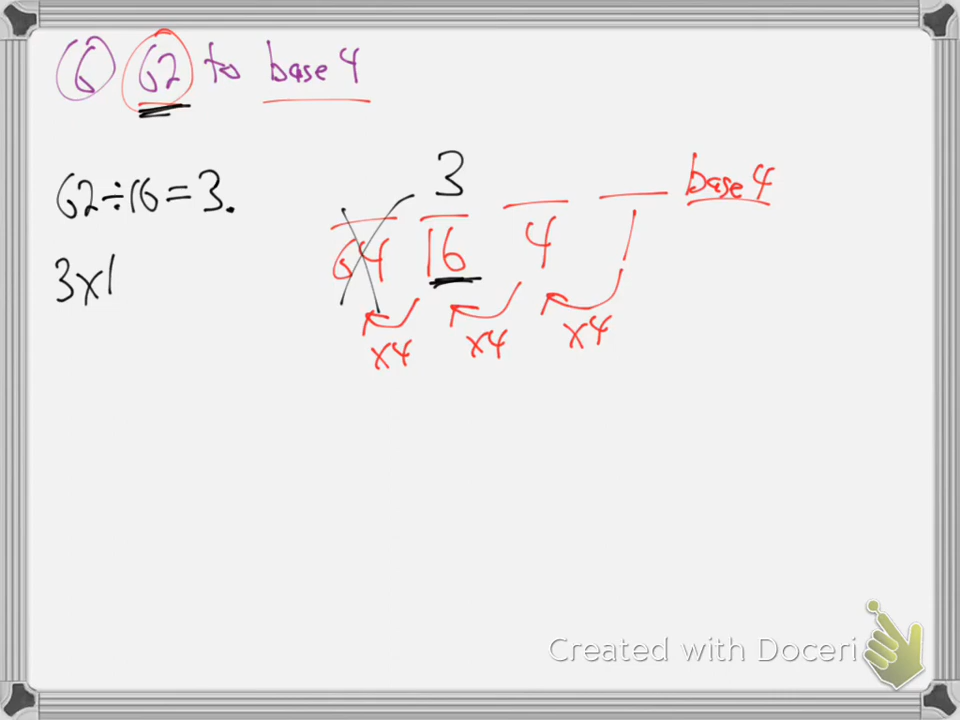 6 62 to base 4
62÷16=3.
3
base 4
3x1
64 16 4 1
x4 x4 x4
Created with Doceri